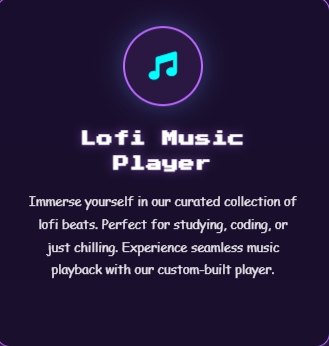 Lofi Music
Player
Immerse yourself in our curated collection of
lofi beats. Perfect for studying, coding, or
just chilling. Experience seamless music
playback with our custom-built player.